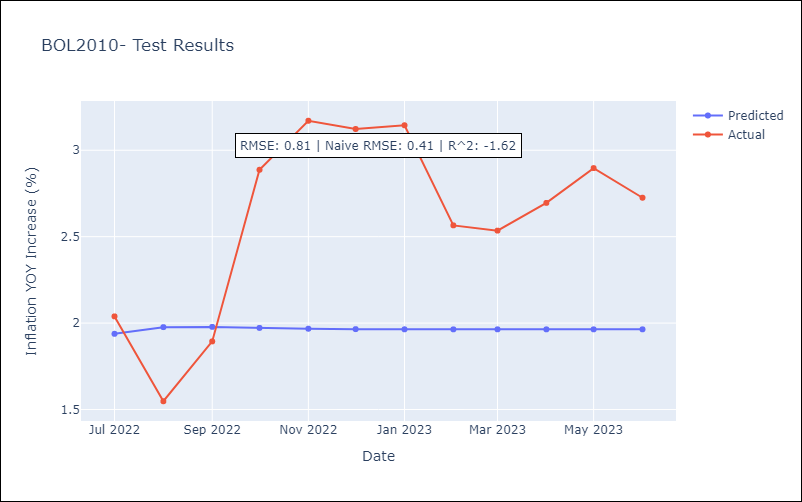 BOL2010- Test Results
Predicted
Actual
RMSE: 0.81 | Naive RMSE: 0.41 | R^2: -1.62
Inflation YOY Increase (%)
3
2.5
2
1.5
Jul 2022 Sep 2022 Nov 2022 Jan 2023 Mar 2023 May 2023
Date